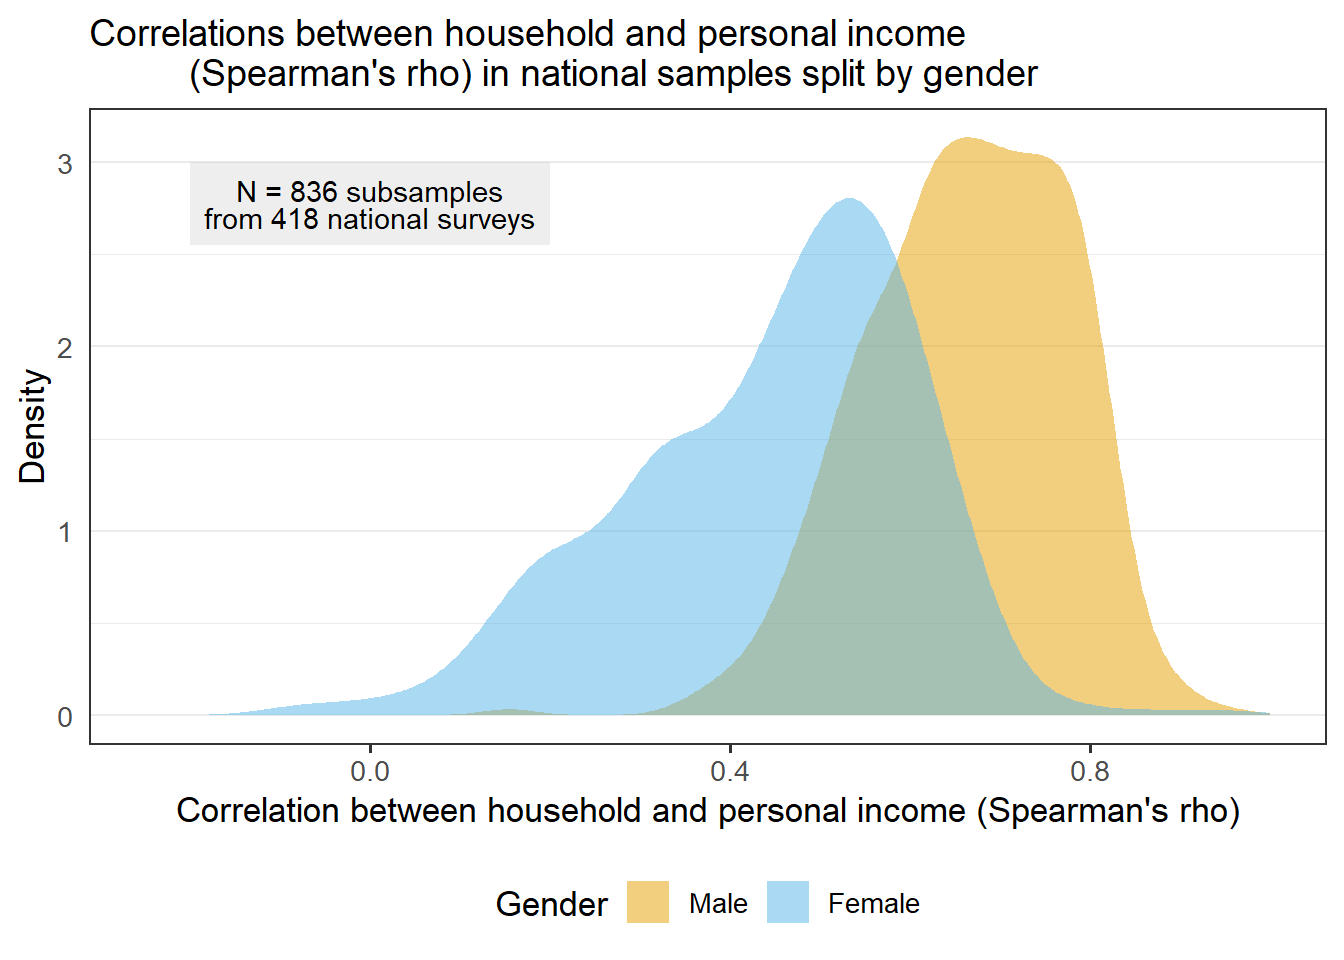 Correlations between household and personal income
(Spearman's rho) in national samples split by gender
3
N = 836 subsamples
from 418 national surveys
2
Density
1
0
0.0 0.4 0.8
Correlation between household and personal income (Spearman's rho)
Gender Male Female